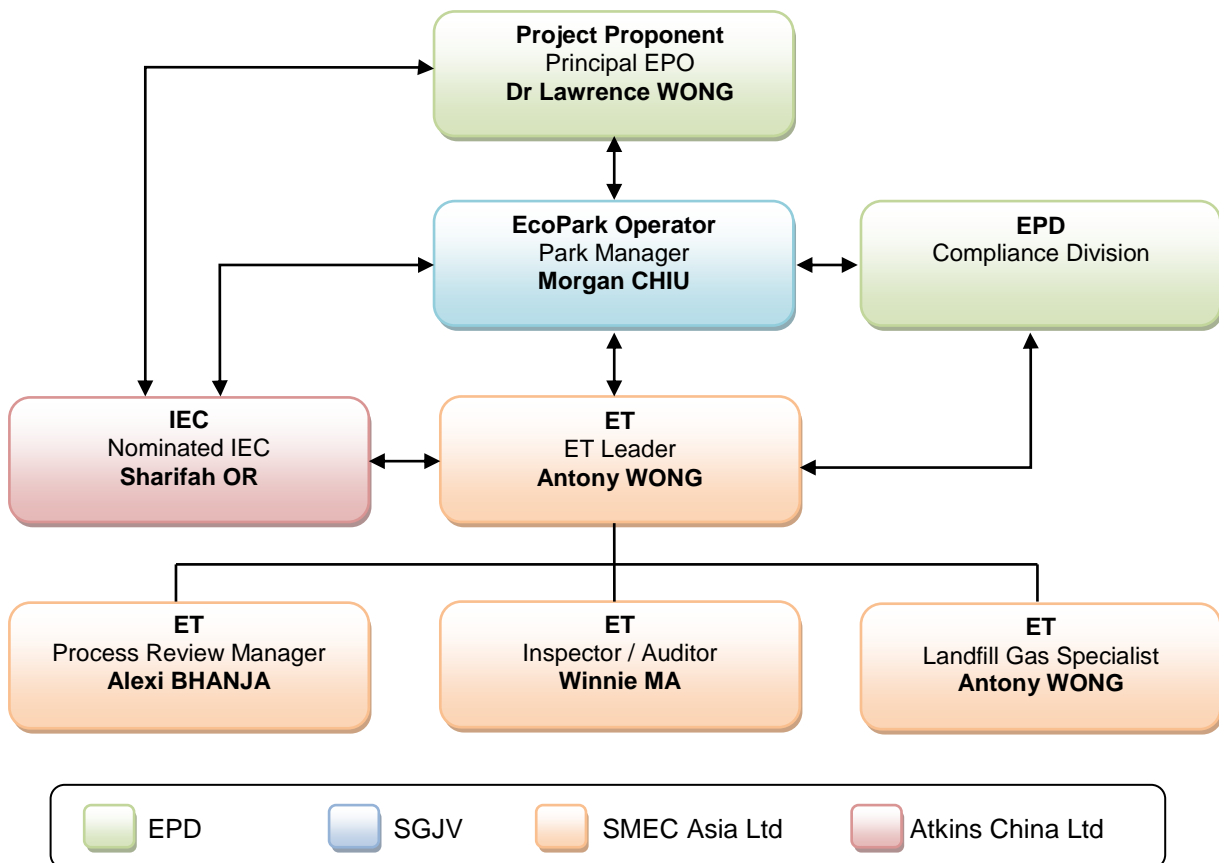 Project Proponent
Principal EPO
Dr Lawrence WONG
EcoPark Operator
Park Manager
Morgan CHIU
EPD
Compliance Division
IEC
Nominated IEC
Sharifah OR
ET
ET Leader
Antony WONG
ET
Process Review Manager
Alexi BHANJA
ET
Inspector / Auditor
Winnie MA
ET
Landfill Gas Specialist
Antony WONG
EPD
SGJV
SMEC Asia Ltd
Atkins China Ltd